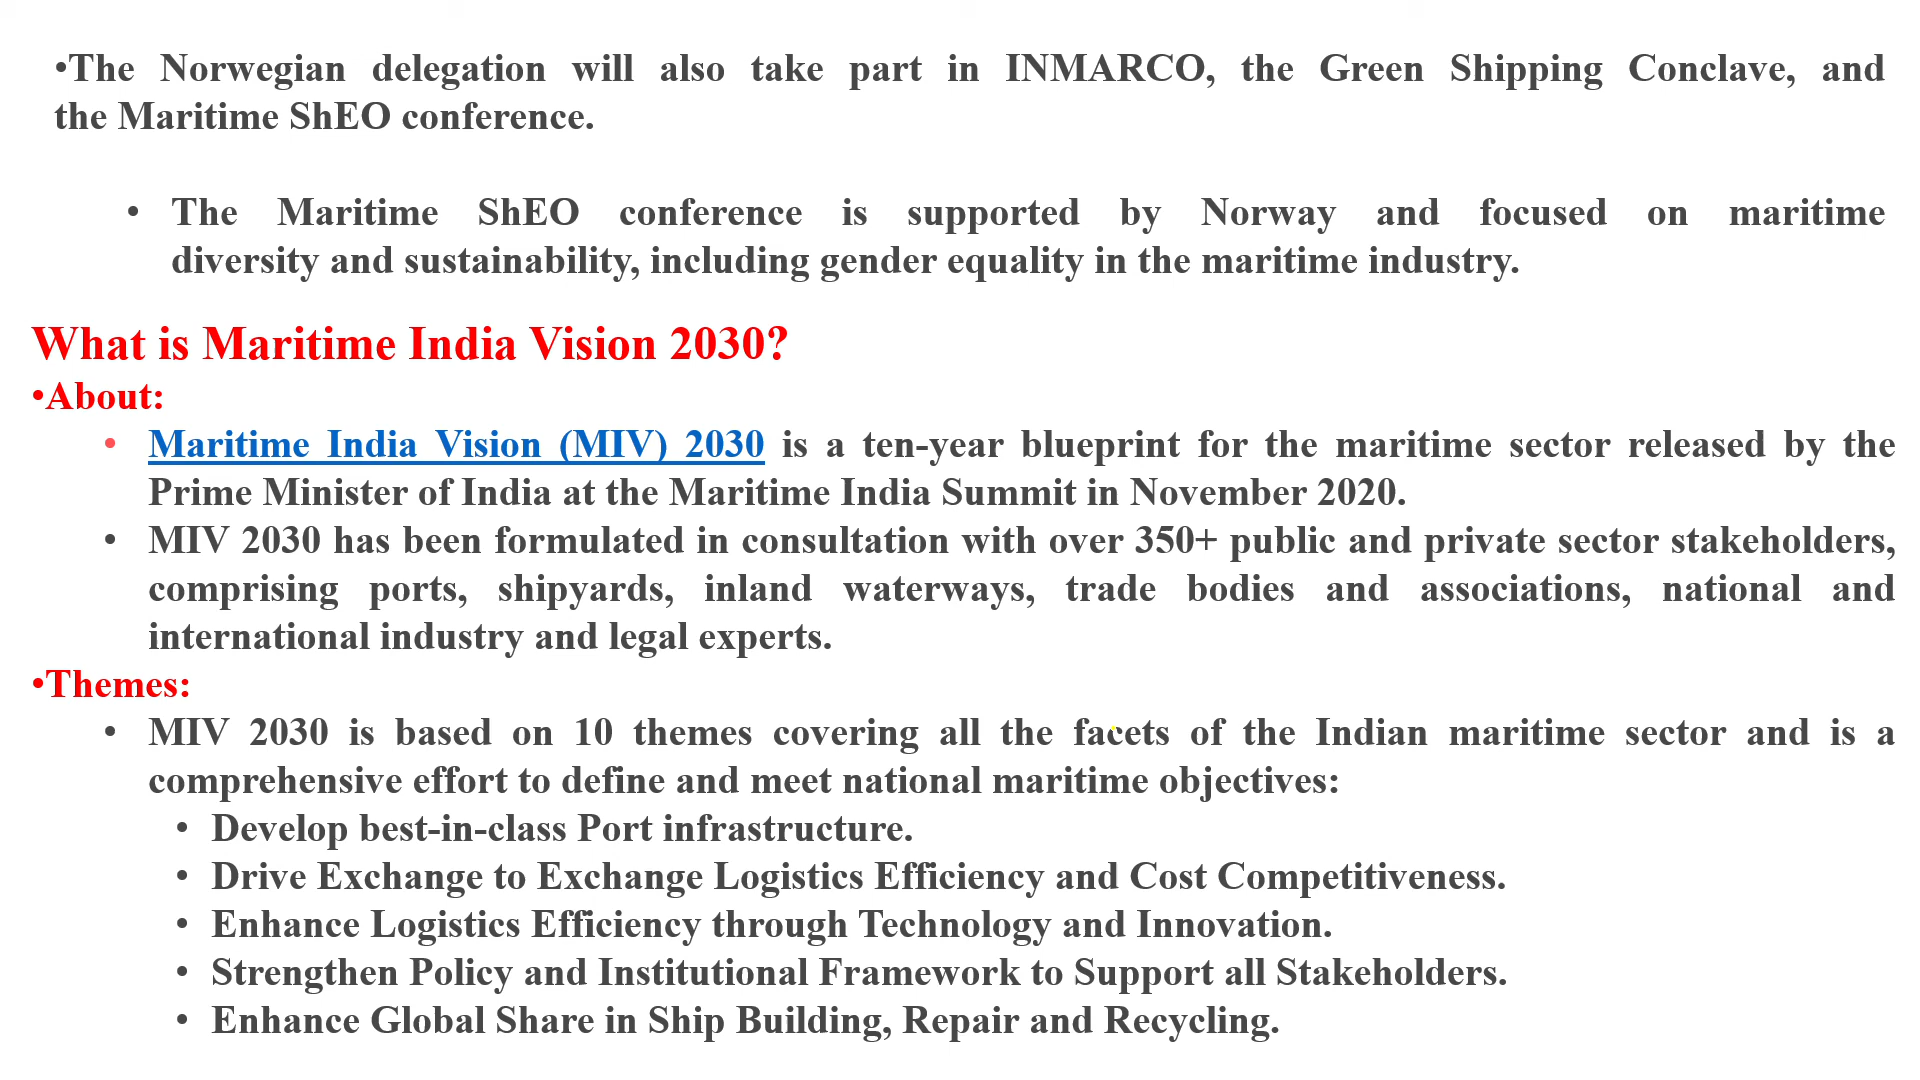 •The Norwegian delegation will also take part in INMARCO, the Green Shipping Conclave, and
the Maritime ShEO conference.
• The Maritime ShEO conference is supported by Norway and focused on maritime
diversity and sustainability, including gender equality in the maritime industry.
What is Maritime India Vision 2030?
•About:
• Maritime India Vision (MIV) 2030 is a ten-year blueprint for the maritime sector released by the
Prime Minister of India at the Maritime India Summit in November 2020.
• MIV 2030 has been formulated in consultation with over 350+ public and private sector stakeholders,
comprising ports, shipyards, inland waterways, trade bodies and associations, national and
international industry and legal experts.
•Themes:
• MIV 2030 is based on 10 themes covering all the facets of the Indian maritime sector and is a
comprehensive effort to define and meet national maritime objectives:
• Develop best-in-class Port infrastructure.
• Drive Exchange to Exchange Logistics Efficiency and Cost Competitiveness.
• Enhance Logistics Efficiency through Technology and Innovation.
• Strengthen Policy and Institutional Framework to Support all Stakeholders.
• Enhance Global Share in Ship Building, Repair and Recycling.